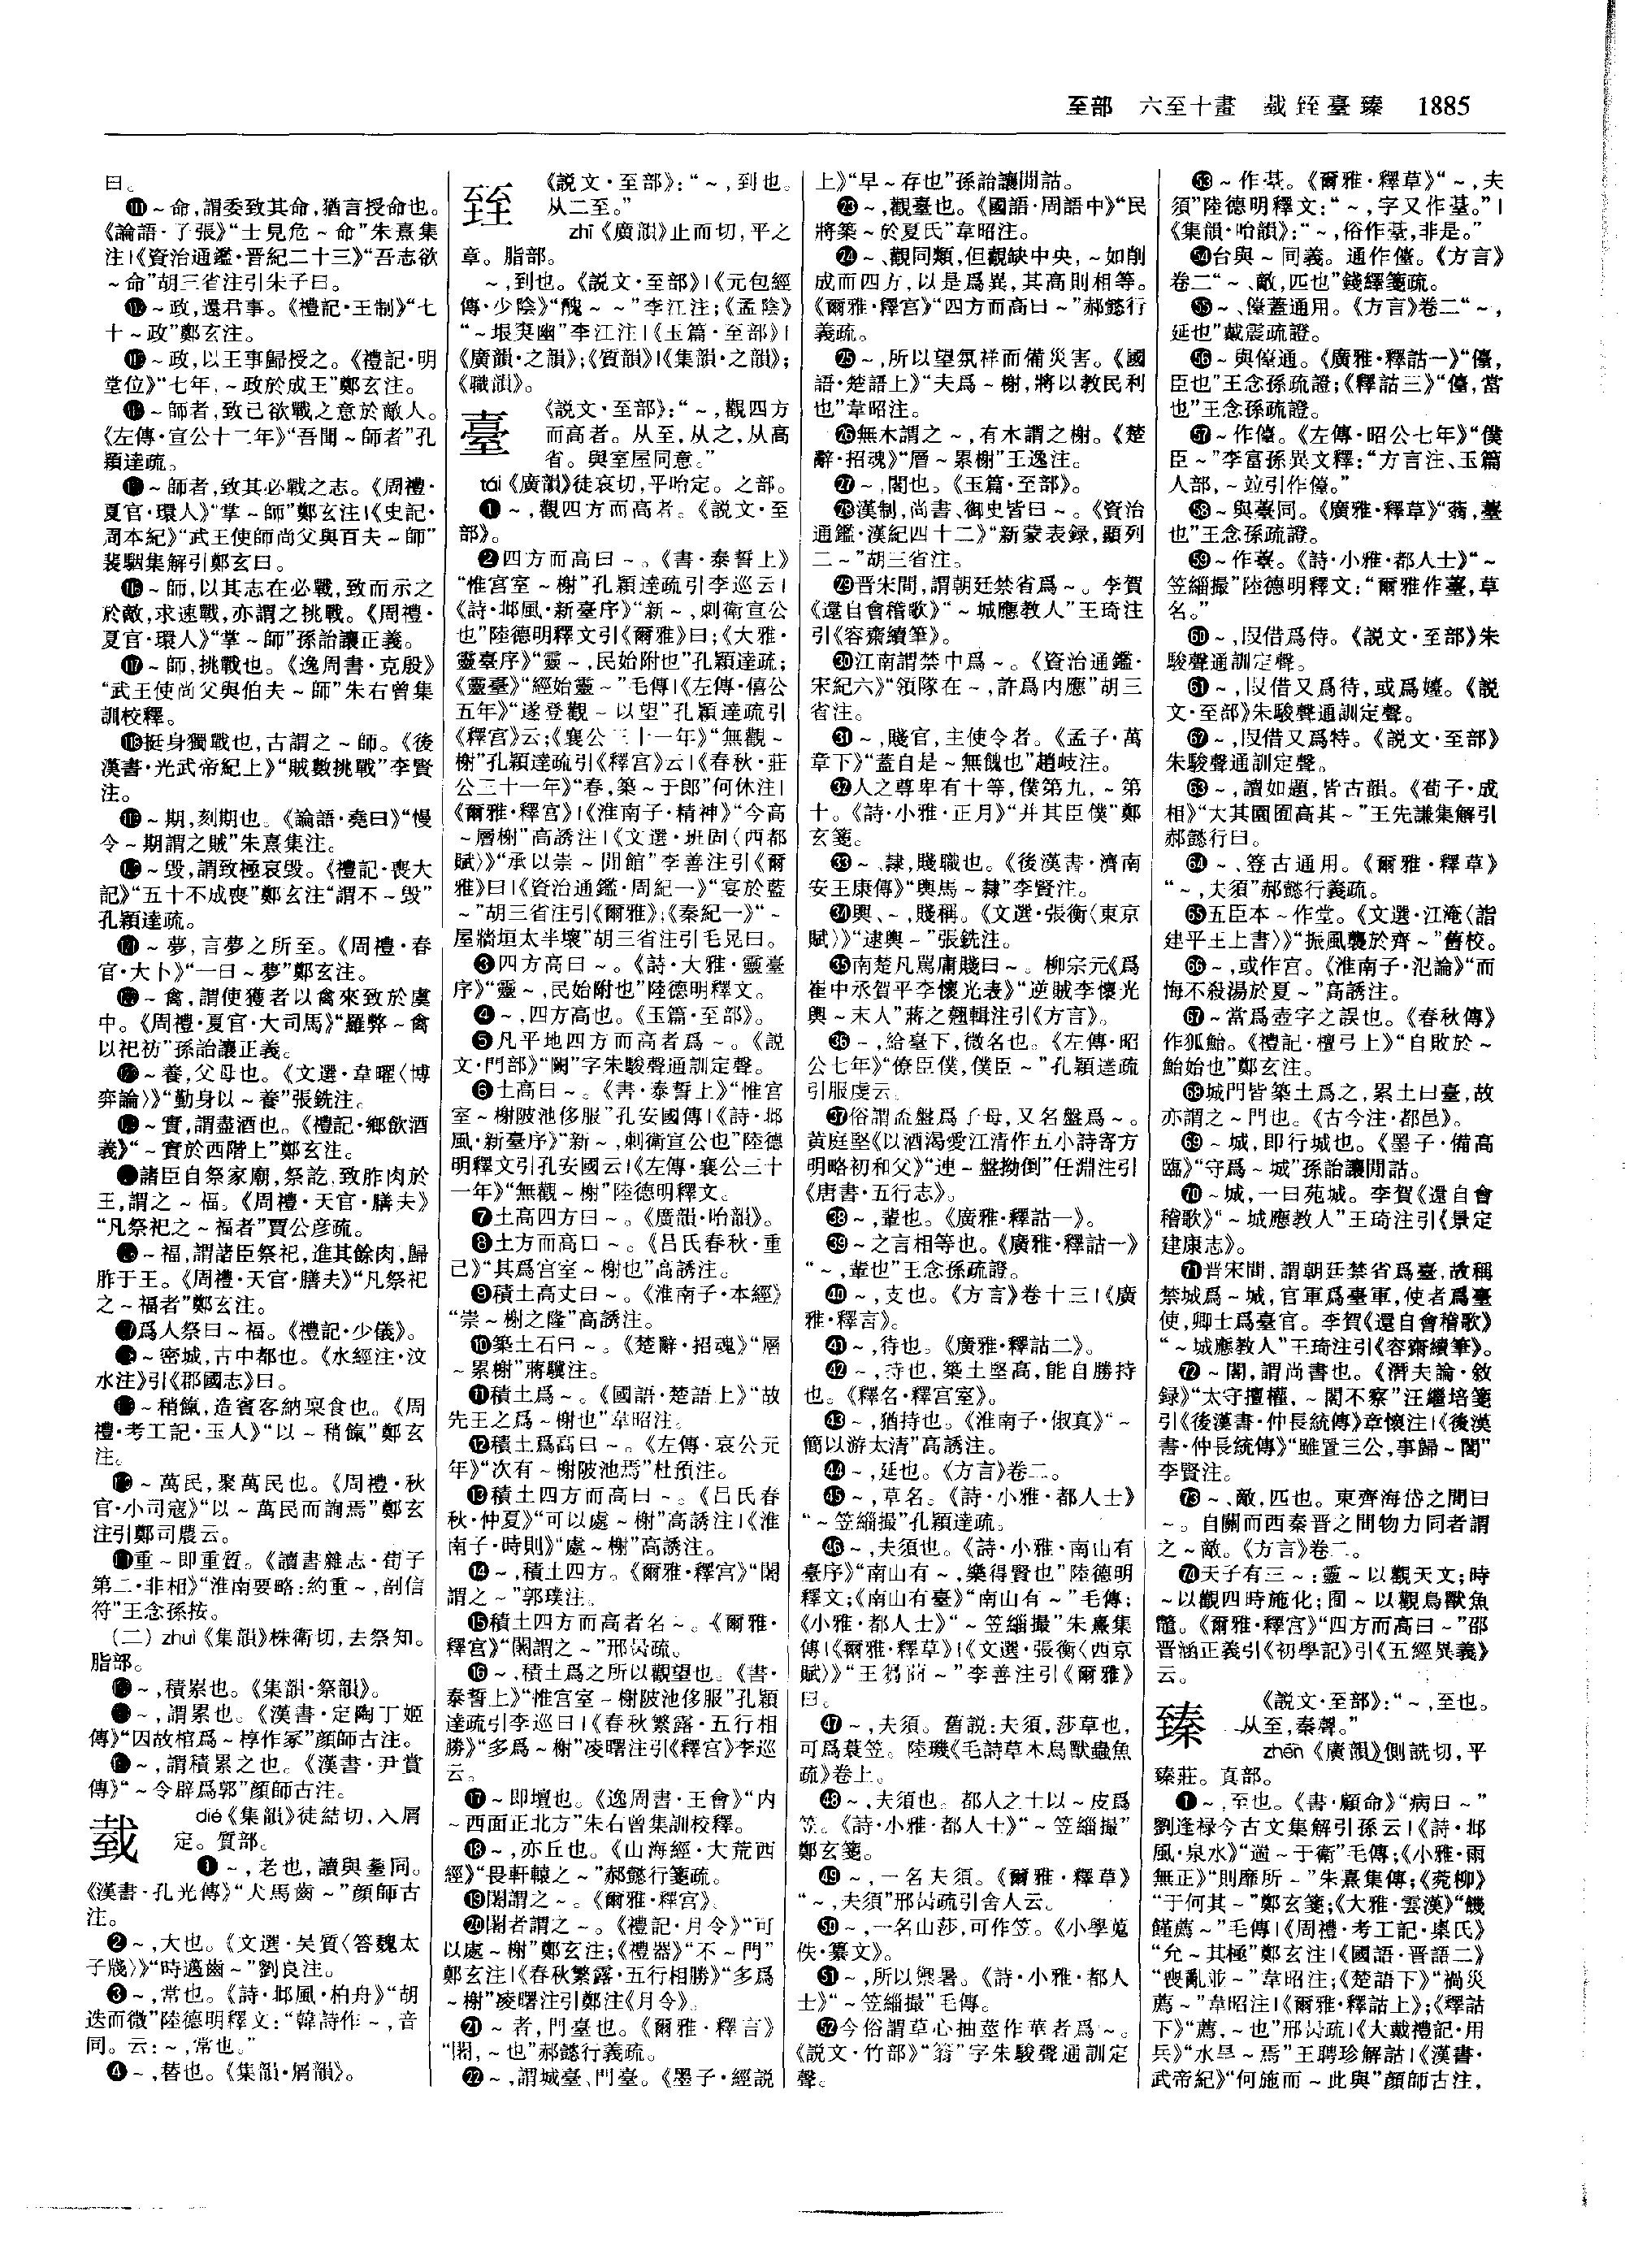 至部　六至十畫　臷臸臺臻　1885
曰。
～命,謂委致其命,猶言授命也。
《論語·子張》“士見危～命”朱熹集
注|《資治通鑑·晋紀二十三》“吾志欲
～命”胡三省注引朱子曰。
～政,還君事。《禮記·王制》“七
十～政”鄭玄注。
～政,以王事歸授之。《禮記·明
堂位》“七年,～政於成王”鄭玄注。
～師者,致己欲戰之意於敵人。
《左傳·宣公十二年》“吾聞～師者”孔
穎達疏。
～師者,致其必戰之志。《周禮·
夏官·環人》“掌～師”鄭玄注|《史記·
周本紀》“武王使師尚父與百夫～師”
裴駰集解引鄭玄曰。
～師,以其志在必戰,致而示之
於敵,求速戰,亦謂之挑戰。《周禮·
夏官·環人》“掌～師”孫詒讓正義。
～師,挑戰也。《逸周書·克殷》
“武王使尚父與伯夫～師”朱右曾集
訓校釋。
挺身獨戰也,古謂之～師。《後
漢書·光武帝紀上》“賊數挑戰”李賢
注。
～期,刻期也。《論語·堯曰》“慢
令～期謂之賊”朱熹集注。
～毁,謂致極哀毁。《禮記·喪大
記》“五十不成喪”鄭玄注“謂不～毁”
孔穎達疏。
～夢,言夢之所至。《周禮·春
官·大卜》“一曰～夢”鄭玄注。
～禽,謂使獲者以禽來致於虞
中。《周禮·夏官·大司馬》“羅弊～禽
以祀祊”孫詒讓正義。
～養,父母也。《文選·韋曜〈博
弈論〉》“勤身以～養”張銑注。
～實,謂盡酒也。《禮記·鄉飲酒
義》“～實於西階上”鄭玄注。
諸臣自祭家廟,祭訖,致胙肉於
王,謂之～福。《周禮·天官·膳夫》
“凡祭祀之～福者”賈公彦疏。
～福,謂諸臣祭祀,進其餘肉,歸
胙于王。《周禮·天官·膳夫》“凡祭祀
之～福者”鄭玄注。
爲人祭曰～福。《禮記·少儀》。
～密城,古中都也。《水經注·汶
水注》引《郡國志》曰。
～稍餼,造賓客納稟食也。《周
禮·考工記·玉人》“以～稍餼”鄭玄
注。
～萬民,聚萬民也。《周禮·秋
官·小司寇》“以～萬民而詢焉”鄭玄
注引鄭司農云。
重～即重質。《讀書雜志·荀子
第二·非相》“淮南要略:約重～,剖信
符”王念孫按。
(二) zhuì《集韻》株衛切,去祭知。
脂部。
～,積累也。《集韻·祭韻》。
～,謂累也。《漢書·定陶丁姬
傳》“因故棺爲～椁作冢”顔師古注。
～,謂積累之也。《漢書·尹賞
傳》“～令辟爲郭”顔師古注。
臷　dié《集韻》徒結切,入屑
定。質部。
❶～,老也,讀與耋同。
《漢書·孔光傳》“犬馬齒～”顔師古
注。
❷～,大也。《文選·吴質〈答魏太
子牋〉》“時邁齒～”劉良注。
❸～,常也。《詩·邶風·柏舟》“胡
迭而微”陸德明釋文:“韓詩作～,音
同。云:～,常也。”
❹～,替也。《集韻·屑韻》。
臸　《説文·至部》:“～,到也。
从二至。”
zhī《廣韻》止而切,平之
章。脂部。
～,到也。《説文·至部》|《元包經
傳·少陰》“醜～～”李江注;《孟陰》
“～垠突幽”李江注|《玉篇·至部》|
《廣韻·之韻》;《質韻》|《集韻·之韻》;
《職韻》。
臺　《説文·至部》:“～,觀四方
而高者。从至,从之,从高
省。與室屋同意。”
tái《廣韻》徒哀切,平咍定。之部。
❶～,觀四方而高者。《説文·至
部》。
❷四方而高曰～。《書·泰誓上》
“惟宫室～榭”孔穎達疏引李巡云|
《詩·邶風·新臺序》“新～,刺衛宣公
也”陸德明釋文引《爾雅》曰;《大雅·
靈臺序》“靈～,民始附也”孔穎達疏;
《靈臺》“經始靈～”毛傳|《左傳·僖公
五年》“遂登觀～以望”孔穎達疏引
《釋宫》云;《襄公三十一年》“無觀～
榭”孔穎達疏引《釋宫》云|《春秋·莊
公三十一年》“春,築～于郎”何休注|
《爾雅·釋宫》|《淮南子·精神》“今高
～層榭”高誘注|《文選·班固〈西都
賦〉》“承以崇～閒館”李善注引《爾
雅》曰|《資治通鑑·周紀一》“宴於藍
～”胡三省注引《爾雅》;《秦紀一》“～
屋牆垣太半壞”胡三省注引毛晃曰。
❸四方高曰～。《詩·大雅·靈臺
序》“靈～,民始附也”陸德明釋文。
❹～,四方高也。《玉篇·至部》。
❺凡平地四方而高者爲～。《説
文·門部》“闍”字朱駿聲通訓定聲。
❻土高曰～。《書·泰誓上》“惟宫
室～榭陂池侈服”孔安國傳|《詩·邶
風·新臺序》“新～,刺衛宣公也”陸德
明釋文引孔安國云|《左傳·襄公三十
一年》“無觀～榭”陸德明釋文。
❼土高四方曰～。《廣韻·咍韻》。
❽土方而高曰～。《吕氏春秋·重
己》“其爲宫室～榭也”高誘注。
❾積土高丈曰～。《淮南子·本經》
“崇～榭之隆”高誘注。
❿築土石曰～。《楚辭·招魂》“層
～累榭”蔣驥注。
⓫積土爲～。《國語·楚語上》“故
先王之爲～榭也”韋昭注。
⓬積土爲高曰～。《左傳·哀公元
年》“次有～榭陂池焉”杜預注。
⓭積土四方而高曰～。《吕氏春
秋·仲夏》“可以處～榭”高誘注|《淮
南子·時則》“處～榭”高誘注。
⓮～,積土四方。《爾雅·釋宫》“闍
謂之～”郭璞注。
⓯積土四方而高者名～。《爾雅·
釋宫》“闍謂之～”邢昺疏。
⓰～,積土爲之所以觀望也。《書·
泰誓上》“惟宫室～榭陂池侈服”孔穎
達疏引李巡曰|《春秋繁露·五行相
勝》“多爲～榭”凌曙注引《釋宫》李巡
云。
⓱～即壇也。《逸周書·王會》“内
～西面正北方”朱右曾集訓校釋。
⓲～,亦丘也。《山海經·大荒西
經》“畏軒轅之～”郝懿行箋疏。
⓳闍謂之～。《爾雅·釋宫》。
⓴闍者謂之～。《禮記·月令》“可
以處～榭”鄭玄注;《禮器》“不～門”
鄭玄注|《春秋繁露·五行相勝》“多爲
～榭”凌曙注引鄭注《月令》。
㉑～者,門臺也。《爾雅·釋言》
“闍,～也”郝懿行義疏。
㉒～,謂城臺、門臺。《墨子·經説
上》“早～存也”孫詒讓閒詁。
㉓～,觀臺也。《國語·周語中》“民
將築～於夏氏”韋昭注。
㉔～、觀同類,但觀缺中央,～如削
成而四方,以是爲異,其高則相等。
《爾雅·釋宫》“四方而高曰～”郝懿行
義疏。
㉕～,所以望氛祥而備災害。《國
語·楚語上》“夫爲～榭,將以教民利
也”韋昭注。
㉖無木謂之～,有木謂之榭。《楚
辭·招魂》“層～累榭”王逸注。
㉗～,閣也。《玉篇·至部》。
㉘漢制,尚書、御史皆曰～。《資治
通鑑·漢紀四十二》“新蒙表録,顯列
二～”胡三省注。
㉙晋宋間,謂朝廷禁省爲～。李賀
《還自會稽歌》“～城應教人”王琦注
引《容齋續筆》。
㉚江南謂禁中爲～。《資治通鑑·
宋紀六》“領隊在～,許爲内應”胡三
省注。
㉛～,賤官,主使令者。《孟子·萬
章下》“蓋自是～無餽也”趙岐注。
㉜人之尊卑有十等,僕第九,～第
十。《詩·小雅·正月》“并其臣僕”鄭
玄箋。
㉝～、隸,賤職也。《後漢書·濟南
安王康傳》“輿馬～隸”李賢注。
㉞輿、～,賤稱。《文選·張衡〈東京
賦〉》“逮輿～”張銑注。
㉟南楚凡駡庸賤曰～。柳宗元《爲
崔中丞賀平李懷光表》“逆賊李懷光
輿～末人”蔣之翹輯注引《方言》。
㊱～,給臺下,微名也。《左傳·昭
公七年》“僚臣僕,僕臣～”孔穎達疏
引服虔云。
㊲俗謂盃盤爲子母,又名盤爲～。
黄庭堅《以酒渴愛江清作五小詩寄方
明略初和父》“連～盤拗倒”任淵注引
《唐書·五行志》。
㊳～,輩也。《廣雅·釋詁一》。
㊴～之言相等也。《廣雅·釋詁一》
“～,輩也”王念孫疏證。
㊵～,支也。《方言》卷十三|《廣
雅·釋言》。
㊶～,待也。《廣雅·釋詁二》。
㊷～,持也,築土堅高,能自勝持
也。《釋名·釋宫室》。
㊸～,猶持也。《淮南子·俶真》“～
簡以游太清”高誘注。
㊹～,延也。《方言》卷二。
㊺～,草名。《詩·小雅·都人士》
“～笠緇撮”孔穎達疏。
㊻～,夫須也。《詩·小雅·南山有
臺序》“南山有～,樂得賢也”陸德明
釋文;《南山有臺》“南山有～”毛傳;
《小雅·都人士》“～笠緇撮”朱熹集
傳|《爾雅·釋草》|《文選·張衡〈西京
賦〉》“王芻莔～”李善注引《爾雅》
曰。
㊼～,夫須。舊説:夫須,莎草也,
可爲蓑笠。陸璣《毛詩草木鳥獸蟲魚
疏》卷上。
㊽～,夫須也。都人之士以～皮爲
笠。《詩·小雅·都人士》“～笠緇撮”
鄭玄箋。
㊾～,一名夫須。《爾雅·釋草》
“～,夫須”邢昺疏引舍人云。
㊿～,一名山莎,可作笠。《小學蒐
佚·纂文》。
51～,所以禦暑。《詩·小雅·都人
士》“～笠緇撮”毛傳。
52今俗謂草心抽莖作華者爲～。
《説文·竹部》“箹”字朱駿聲通訓定
聲。
53～作䑓。《爾雅·釋草》“～,夫
須”陸德明釋文:“～,字又作薹。”|
《集韻·咍韻》:“～,俗作䑓,非是。”
54台與～同義。通作儓。《方言》
卷二“～、敵,匹也”錢繹箋疏。
55～、儓蓋通用。《方言》卷二“～,
延也”戴震疏證。
56～與儓通。《廣雅·釋詁一》“儓,
臣也”王念孫疏證;《釋詁三》“儓,當
也”王念孫疏證。
57～作儓。《左傳·昭公七年》“僕
臣～”李富孫異文釋:“方言注、玉篇
人部,～竝引作儓。”
58～與薹同。《廣雅·釋草》“蓊,薹
也”王念孫疏證。
59～作薹。《詩·小雅·都人士》“～
笠緇撮”陸德明釋文:“爾雅作薹,草
名。”
60～,叚借爲待。《説文·至部》朱
駿聲通訓定聲。
61～,叚借又爲待,或爲嬯。《説
文·至部》朱駿聲通訓定聲。
62～,叚借又爲特。《説文·至部》
朱駿聲通訓定聲。
63～,讀如題,皆古韻。《荀子·成
相》“大其園囿高其～”王先謙集解引
郝懿行曰。
64～、簦古通用。《爾雅·釋草》
“～,夫須”郝懿行義疏。
65五臣本～作堂。《文選·江淹〈詣
建平王上書〉》“振風襲於齊～”舊校。
66～,或作宫。《淮南子·氾論》“而
悔不殺湯於夏～”高誘注。
67～當爲壺字之誤也。《春秋傳》
作狐鮐。《禮記·檀弓上》“自敗於～
鮐始也”鄭玄注。
68城門皆築土爲之,累土曰臺,故
亦謂之～門也。《古今注·都邑》。
69～城,即行城也。《墨子·備高
臨》“守爲～城”孫詒讓閒詁。
70～城,一曰苑城。李賀《還自會
稽歌》“～城應教人”王琦注引《景定
建康志》。
71晋宋間,謂朝廷禁省爲臺,故稱
禁城爲～城,官軍爲臺軍,使者爲臺
使,卿士爲臺官。李賀《還自會稽歌》
“～城應教人”王琦注引《容齋續筆》。
72～閣,謂尚書也。《潛夫論·敘
録》“太守擅權,～閣不察”汪繼培箋
引《後漢書·仲長統傳》章懷注|《後漢
書·仲長統傳》“雖置三公,事歸～閣”
李賢注。
73～、敵,匹也。東齊海岱之間曰
～。自關而西秦晋之間物力同者謂
之～敵。《方言》卷二。
74天子有三～:靈～以觀天文;時
～以觀四時施化;囿～以觀鳥獸魚
鼈。《爾雅·釋宫》“四方而高曰～”邵
晋涵正義引《初學記》引《五經異義》
云。
臻　《説文·至部》:“～,至也。
从至,秦聲。”
zhēn《廣韻》側詵切,平
臻莊。真部。
❶～,至也。《書·顧命》“病日～”
劉逢禄今古文集解引孫云|《詩·邶
風·泉水》“遄～于衛”毛傳;《小雅·雨
無正》“則靡所～”朱熹集傳;《菀柳》
“于何其～”鄭玄箋;《大雅·雲漢》“饑
饉薦～”毛傳|《周禮·考工記·㮚氏》
“允～其極”鄭玄注|《國語·晋語二》
“喪亂並～”韋昭注;《楚語下》“禍災
薦～”韋昭注|《爾雅·釋詁上》;《釋詁
下》“薦,～也”邢昺疏|《大戴禮記·用
兵》“水旱～焉”王聘珍解詁|《漢書·
武帝紀》“何施而～此與”顔師古注,